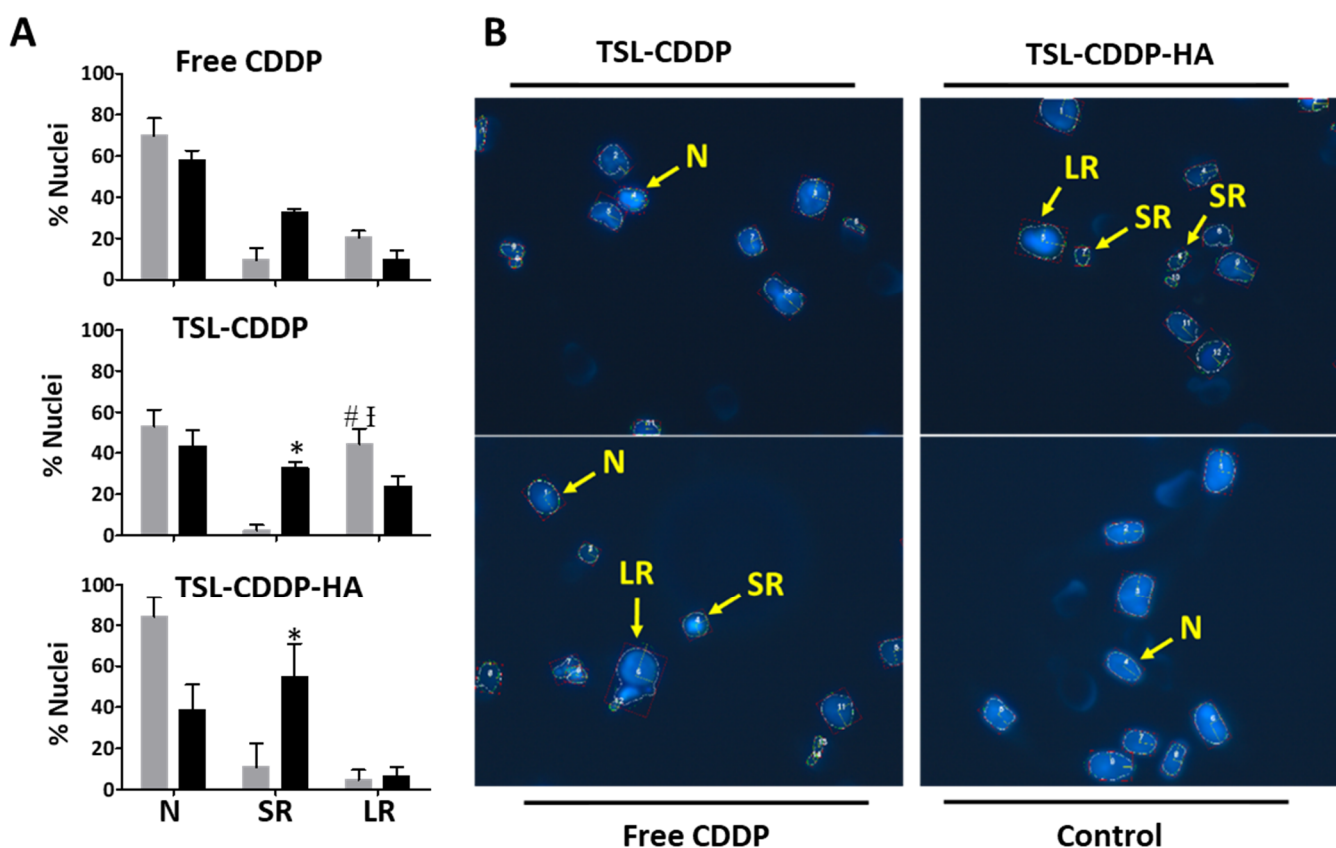 A
Free CDDP
% Nuclei
100
80
60
40
20
0
TSL-CDDP
% Nuclei
100
80
60
40
20
0
# Ɨ
*
TSL-CDDP-HA
% Nuclei
100
80
60
40
20
0
*
N SR LR
B
TSL-CDDP
TSL-CDDP-HA
N
LR
SR
SR
N
LR
SR
N
Free CDDP
Control